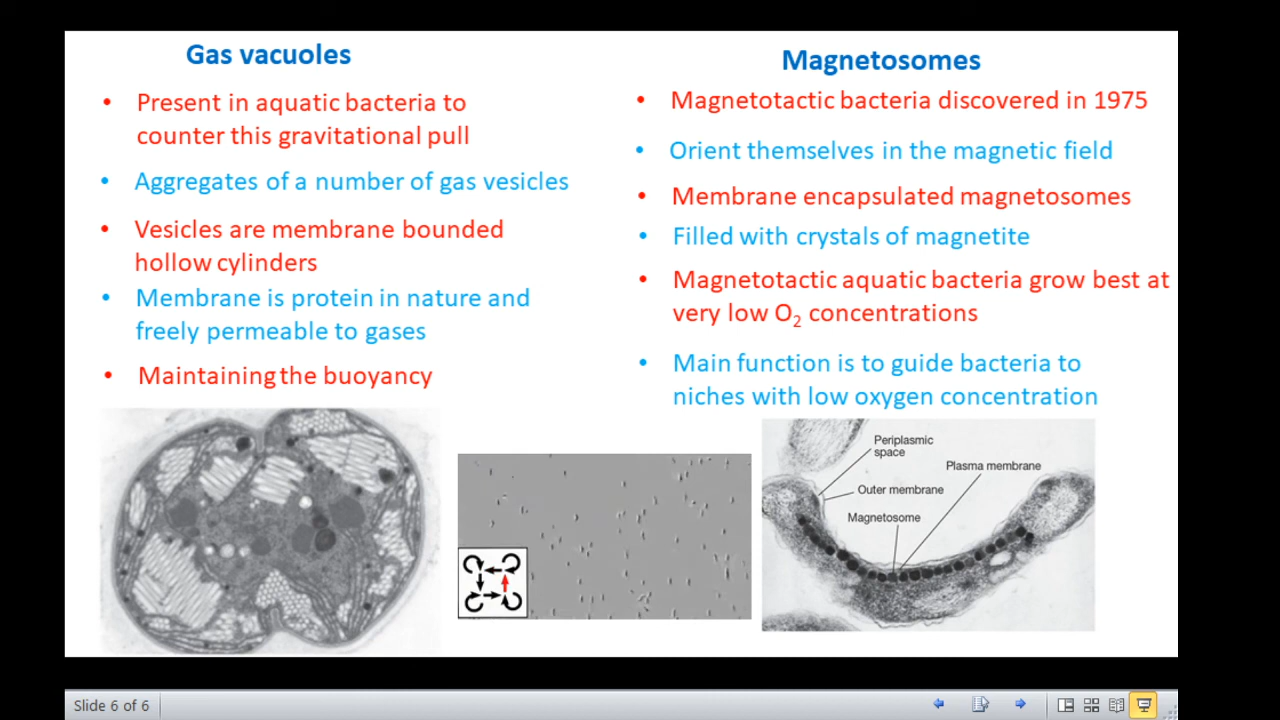 Gas vacuoles
• Present in aquatic bacteria to
counter this gravitational pull
• Aggregates of a number of gas vesicles
• Vesicles are membrane bounded
hollow cylinders
• Membrane is protein in nature and
freely permeable to gases
• Maintaining the buoyancy
Magnetosomes
• Magnetotactic bacteria discovered in 1975
• Orient themselves in the magnetic field
• Membrane encapsulated magnetosomes
• Filled with crystals of magnetite
• Magnetotactic aquatic bacteria grow best at
very low O₂ concentrations
• Main function is to guide bacteria to
niches with low oxygen concentration
Periplasmic
space
Plasma membrane
Outer membrane
Magnetosome
Slide 6 of 6